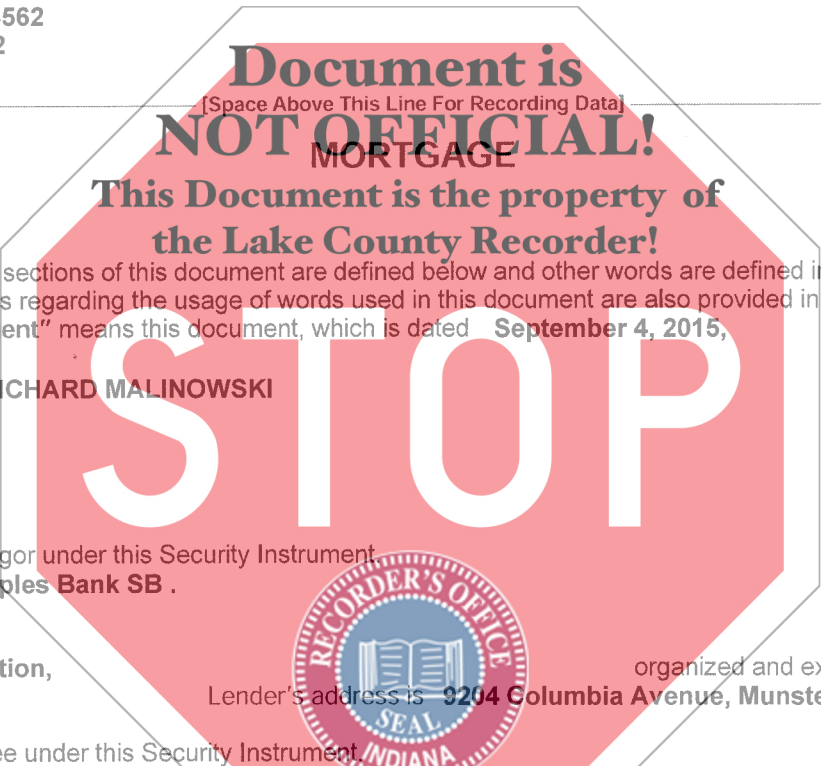 562
2
Document is
[Space Above This Line For Recording Data]
NOT OFFICIAL!
MORTGAGE
This Document is the property of
the Lake County Recorder!
sections of this document are defined below and other words are defined
regarding the usage of words used in this document are also provided in
means this document, which is dated September 4, 2015,
ICHARD MALINOWSKI
STOP
gor under this Security Instrument.
ples Bank SB .
RECORDER'S OFFICE
tion,
organized and ex
Lender's address is 9204 Columbia Avenue, Munste
SEAL
ee under this Security Instrument.
INDIANA